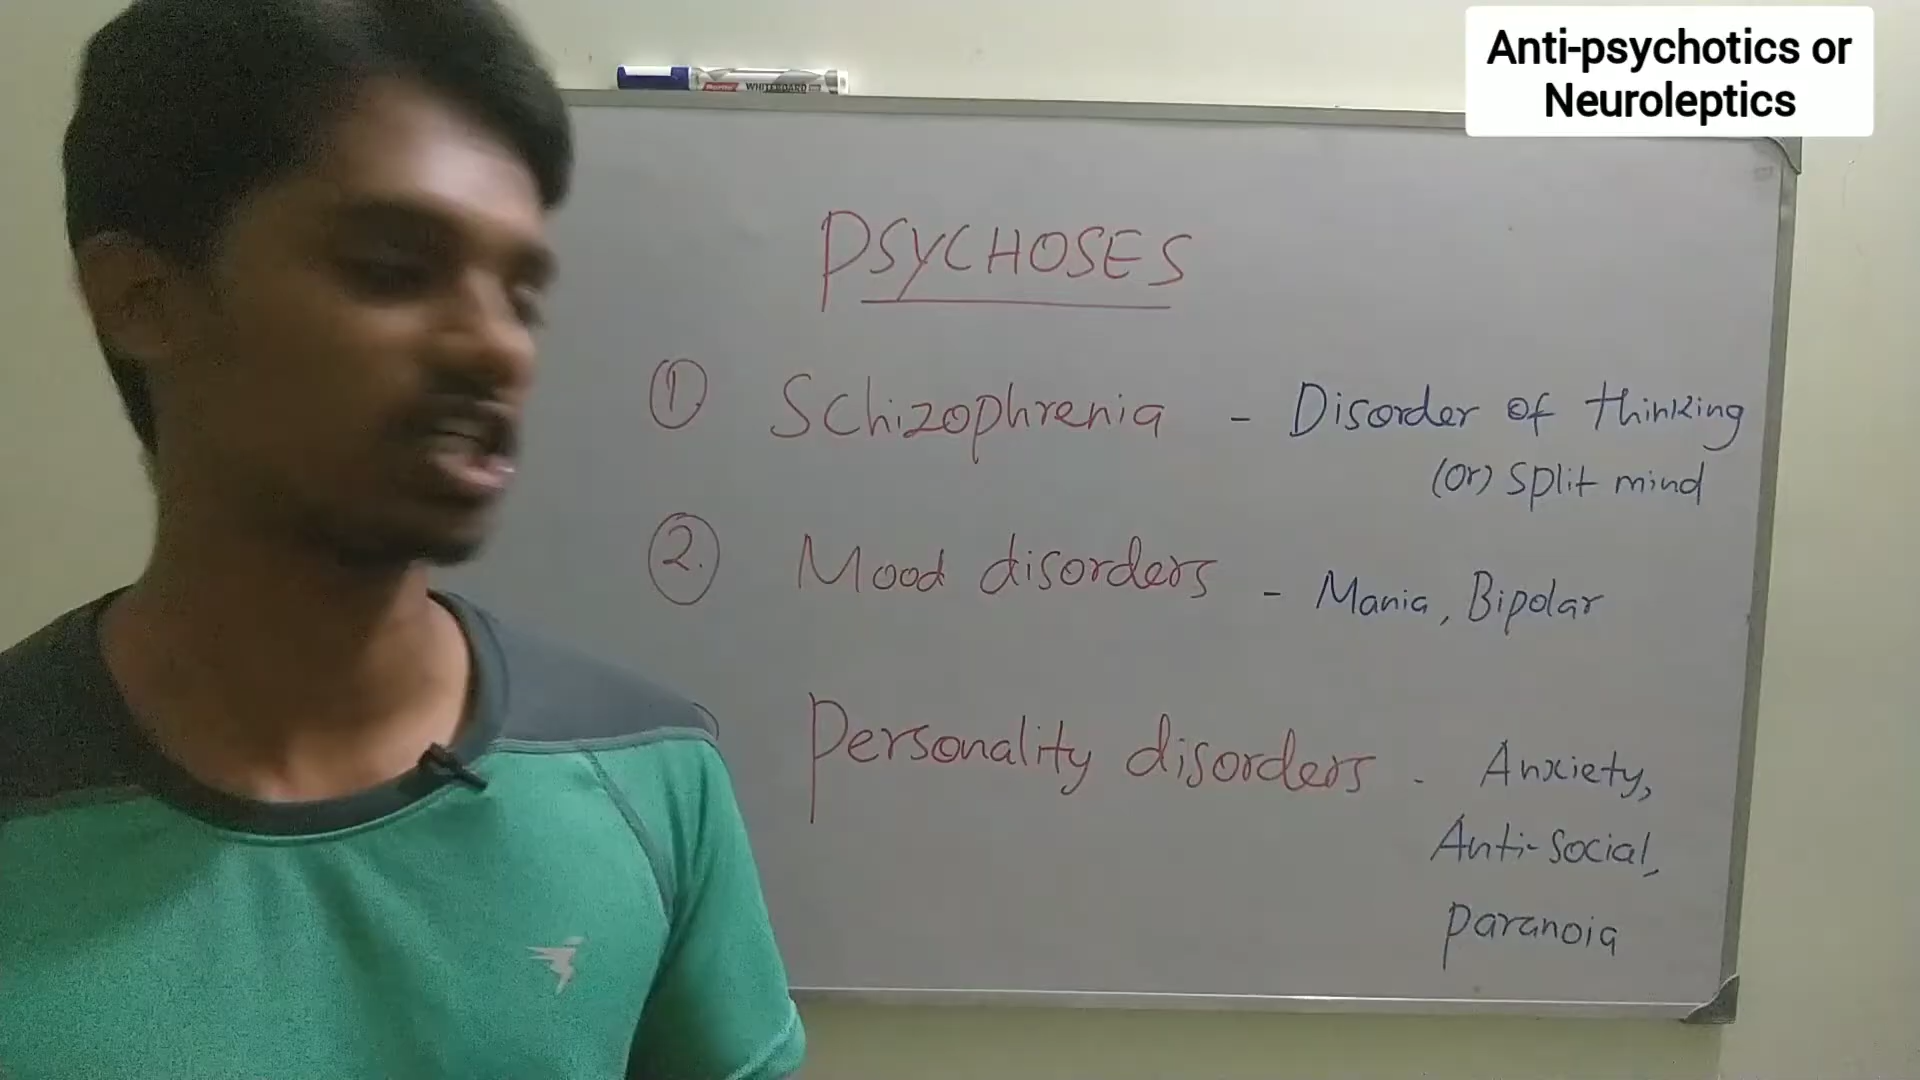 Anti-psychotics or
Neuroleptics
WHITEBOARD
PSYCHOSES
1. Schizophrenia - Disorder of thinking
(or) split mind
2. Mood disorders - Mania, Bipolar
Personality disorders - Anxiety,
Anti-social,
paranoia